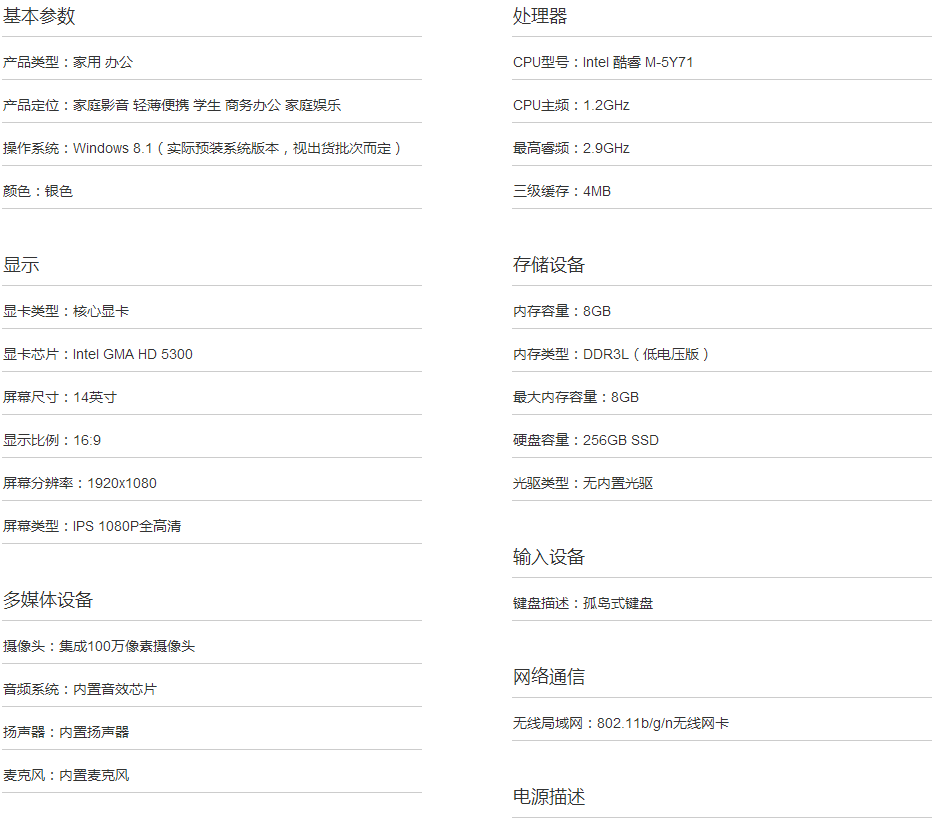 基本参数
产品类型：家用 办公
产品定位：家庭影音 轻薄便携 学生 商务办公 家庭娱乐
操作系统：Windows 8.1（实际预装系统版本，视出货批次而定）
颜色：银色
显示
显卡类型：核心显卡
显卡芯片：Intel GMA HD 5300
屏幕尺寸：14英寸
显示比例：16:9
屏幕分辨率：1920x1080
屏幕类型：IPS 1080P全高清
多媒体设备
摄像头：集成100万像素摄像头
音频系统：内置音效芯片
扬声器：内置扬声器
麦克风：内置麦克风
处理器
CPU型号：Intel 酷睿 M-5Y71
CPU主频：1.2GHz
最高睿频：2.9GHz
三级缓存：4MB
存储设备
内存容量：8GB
内存类型：DDR3L（低电压版）
最大内存容量：8GB
硬盘容量：256GB SSD
光驱类型：无内置光驱
输入设备
键盘描述：孤岛式键盘
网络通信
无线局域网：802.11b/g/n无线网卡
电源描述